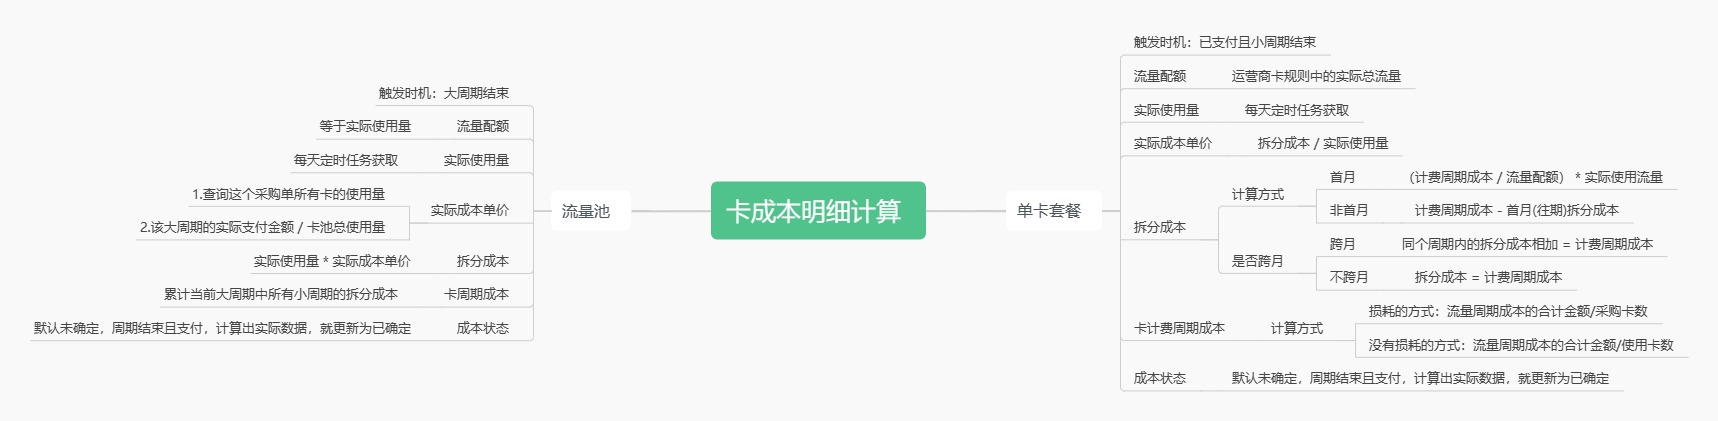 卡成本明细计算
流量池
触发时机：大周期结束
等于实际使用量 流量配额
每天定时任务获取 实际使用量
1.查询这个采购单所有卡的使用量
实际成本单价
2.该大周期的实际支付金额 / 卡池总使用量
实际使用量 * 实际成本单价 拆分成本
累计当前大周期中所有小周期的拆分成本 卡周期成本
默认未确定，周期结束且支付，计算出实际数据，就更新为已确定 成本状态
单卡套餐
触发时机：已支付且小周期结束
流量配额 运营商卡规则中的实际总流量
实际使用量 每天定时任务获取
实际成本单价 拆分成本 / 实际使用量
拆分成本
计算方式
首月 （计费周期成本 / 流量配额） * 实际使用流量
非首月 计费周期成本 - 首月(往期)拆分成本
是否跨月
跨月 同个周期内的拆分成本相加 = 计费周期成本
不跨月 拆分成本 = 计费周期成本
卡计费周期成本 计算方式
损耗的方式：流量周期成本的合计金额/采购卡数
没有损耗的方式：流量周期成本的合计金额/使用卡数
成本状态 默认未确定，周期结束且支付，计算出实际数据，就更新为已确定